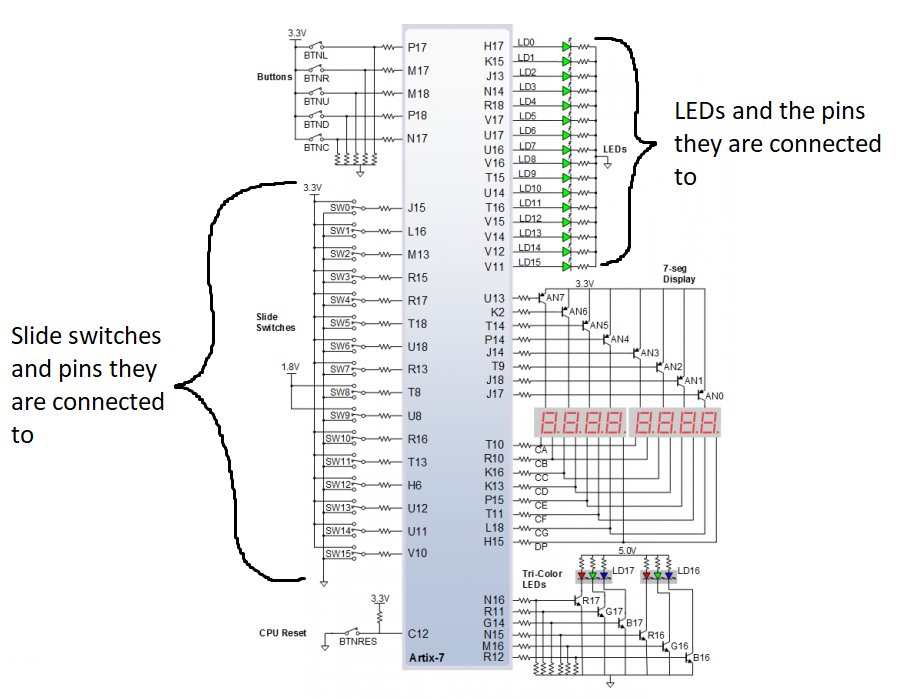 3.3V
BTNL
BTNR
Buttons
BTNU
BTND
BTNC
P17
M17
M18
P18
N17
H17 LD0
K15 LD1
J13 LD2
N14 LD3
R18 LD4
V17 LD5
U17 LD6
U16 LD7
V16 LD8
T15 LD9
U14 LD10
T16 LD11
V15 LD12
V14 LD13
V12 LD14
V11 LD15
LEDs
LEDs and the pins
they are connected
to
Slide switches
and pins they
are connected
to
3.3V
Slide
Switches
1.8V
SW0 J15
SW1 L16
SW2 M13
SW3 R15
SW4 R17
SW5 T18
SW6 U18
SW7 R13
SW8 T8
SW9 U8
SW10 R16
SW11 T13
SW12 H6
SW13 U12
SW14 U11
SW15 V10
7-seg
Display
3.3V
U13 AN7
K2 AN6
T14 AN5
P14 AN4
J14 AN3
T9 AN2
J18 AN1
J17 AN0
8.8.8.8. 8.8.8.8.
T10 CA
R10 CB
K16 CC
K13 CD
P15 CE
T11 CF
L18 CG
H15 DP
5.0V
Tri-Color
LEDs
LD17
LD16
N16 R17
R11 G17
G14 B17
N15 R16
M16 G16
R12 B16
3.3V
CPU Reset
BTNRES
C12
Artix-7